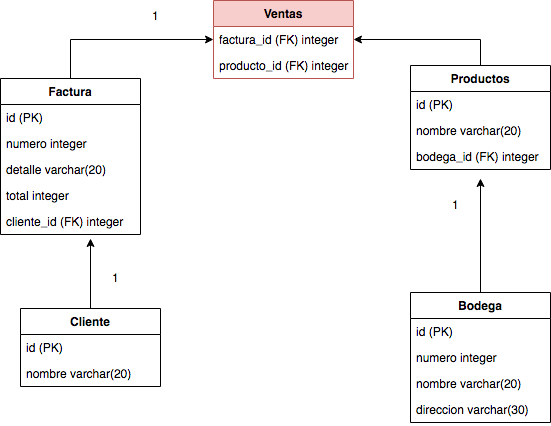 1
Ventas
factura_id (FK) integer
producto_id (FK) integer
Factura
id (PK)
numero integer
detalle varchar(20)
total integer
cliente_id (FK) integer
Productos
id (PK)
nombre varchar(20)
bodega_id (FK) integer
1
1
Cliente
id (PK)
nombre varchar(20)
Bodega
id (PK)
numero integer
nombre varchar(20)
direccion varchar(30)